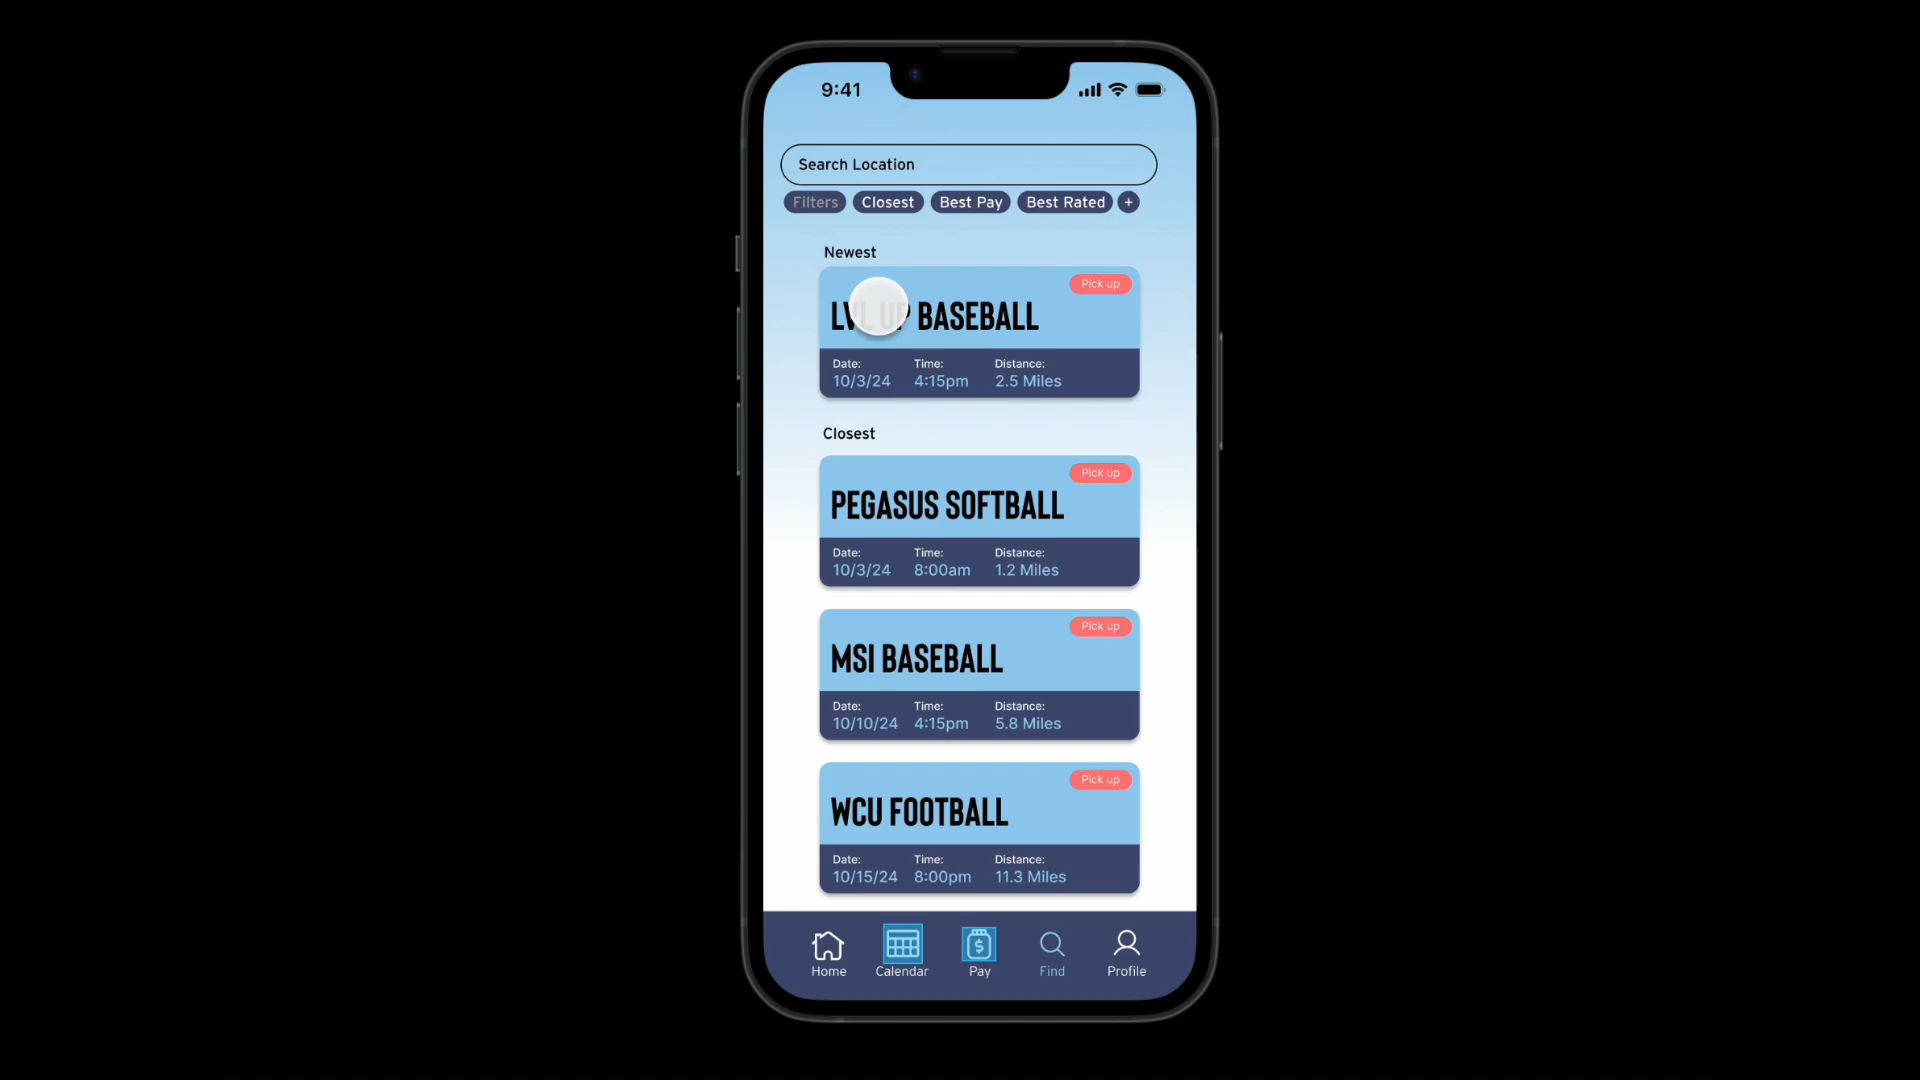 9:41
Search Location
Filters Closest Best Pay Best Rated +
Newest
Pick up
LVL UP BASEBALL
Date: Time: Distance:
10/3/24 4:15pm 2.5 Miles
Closest
Pick up
PEGASUS SOFTBALL
Date: Time: Distance:
10/3/24 8:00am 1.2 Miles
Pick up
MSI BASEBALL
Date: Time: Distance:
10/10/24 4:15pm 5.8 Miles
Pick up
WCU FOOTBALL
Date: Time: Distance:
10/15/24 8:00pm 11.3 Miles
$
Home Calendar Pay Find Profile